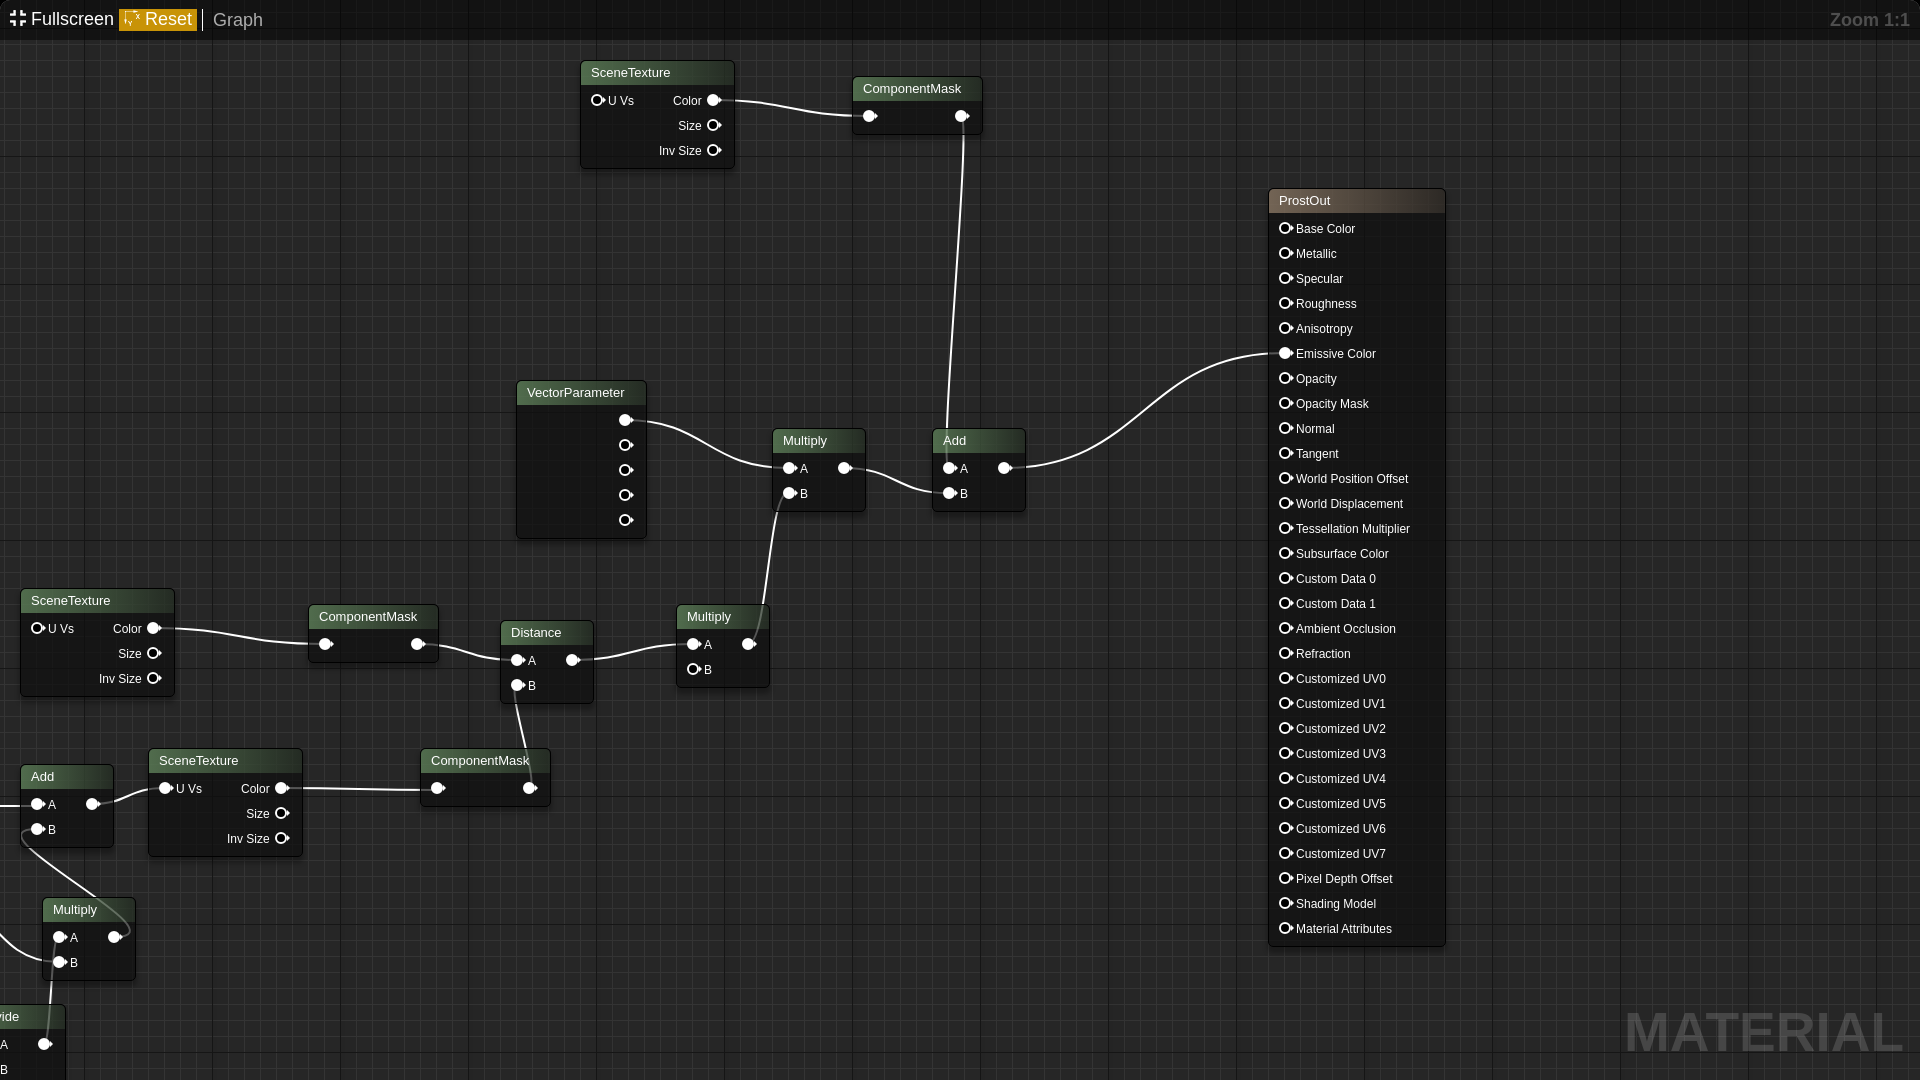 Fullscreen Reset Graph
Zoom 1:1
SceneTexture
U Vs Color
Size
Inv Size
ComponentMask
ProstOut
Base Color
Metallic
Specular
Roughness
Anisotropy
Emissive Color
Opacity
Opacity Mask
Normal
Tangent
World Position Offset
World Displacement
Tessellation Multiplier
Subsurface Color
Custom Data 0
Custom Data 1
Ambient Occlusion
Refraction
Customized UV0
Customized UV1
Customized UV2
Customized UV3
Customized UV4
Customized UV5
Customized UV6
Customized UV7
Pixel Depth Offset
Shading Model
Material Attributes
VectorParameter
Multiply
A
B
Add
A
B
SceneTexture
U Vs Color
Size
Inv Size
ComponentMask
Distance
A
B
Multiply
A
B
Add
A
B
SceneTexture
U Vs Color
Size
Inv Size
ComponentMask
Multiply
A
B
ide
A
B
MATERIAL